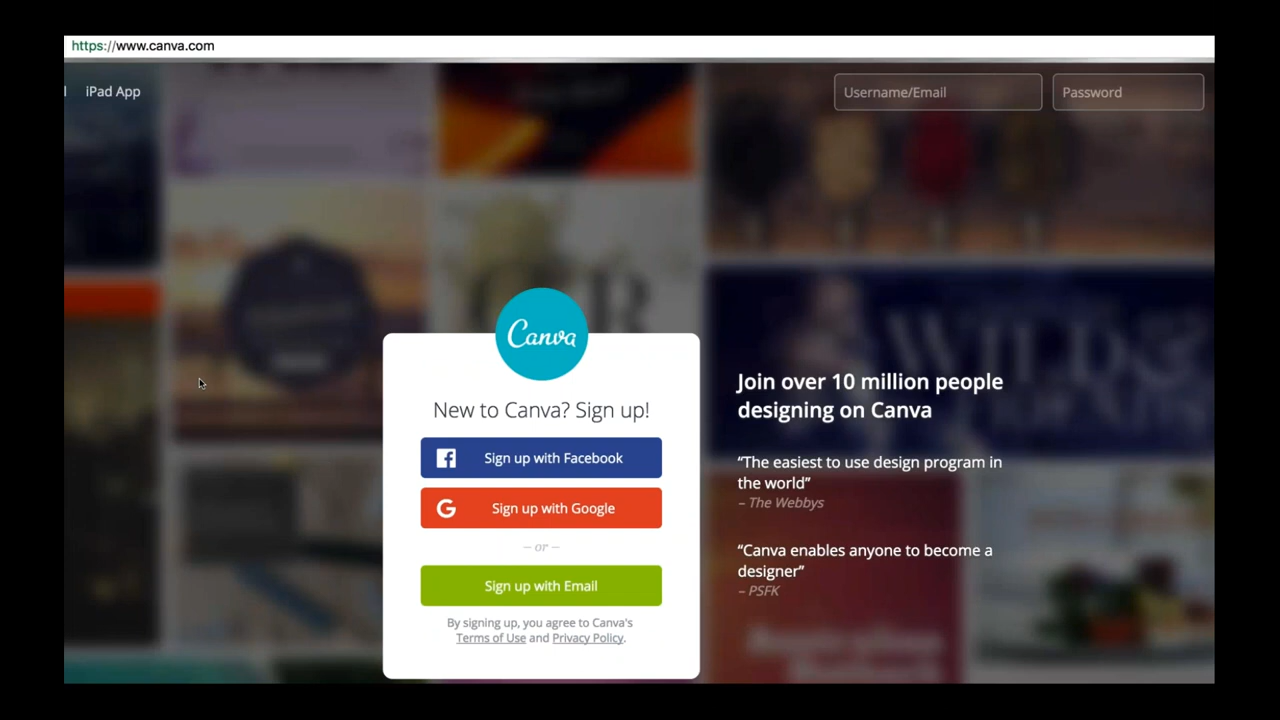 https://www.canva.com
iPad App
Username/Email
Password
Canva
New to Canva? Sign up!
Sign up with Facebook
Sign up with Google
– or –
Sign up with Email
By signing up, you agree to Canva's
Terms of Use and Privacy Policy.
Join over 10 million people
designing on Canva
“The easiest to use design program in
the world”
– The Webbys
“Canva enables anyone to become a
designer”
– PSFK
WILD &